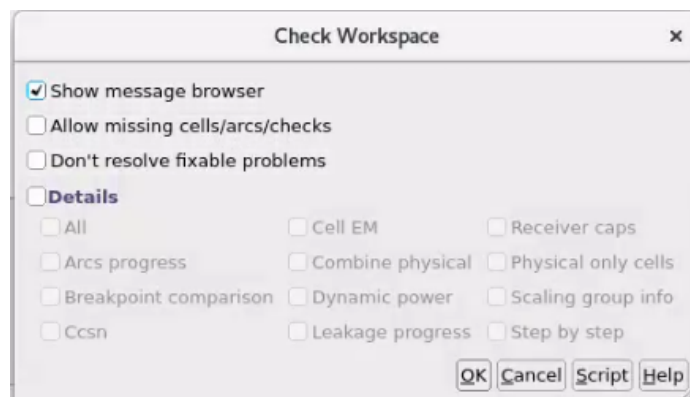 Check Workspace ×
Show message browser
Allow missing cells/arcs/checks
Don't resolve fixable problems
Details
All Cell EM Receiver caps
Arcs progress Combine physical Physical only cells
Breakpoint comparison Dynamic power Scaling group info
Ccsn Leakage progress Step by step
OK Cancel Script Help